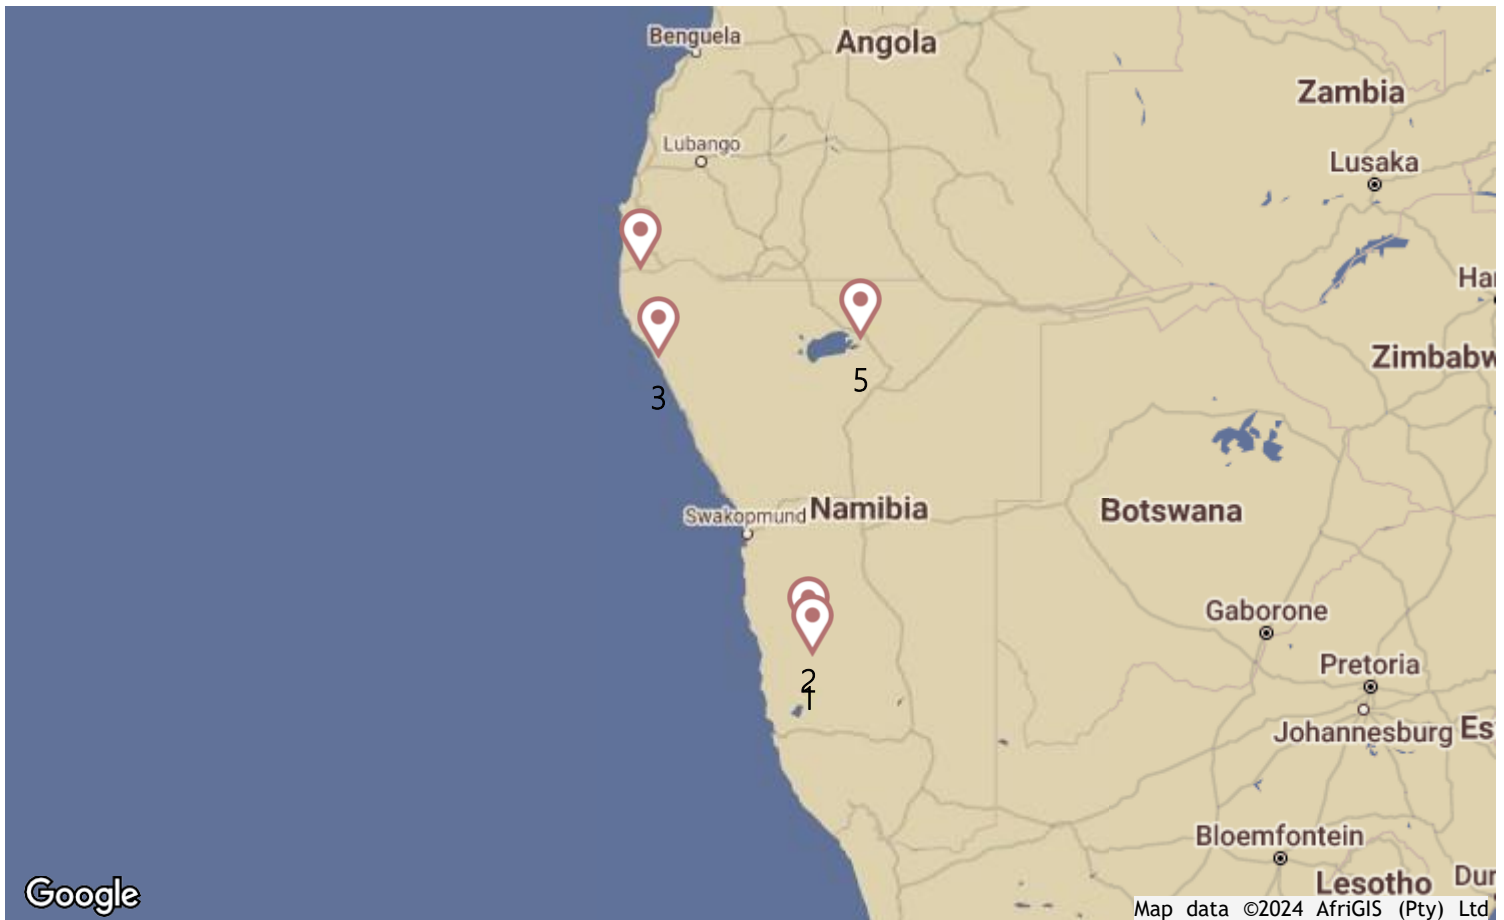 Benguela
Angola
Zambia
Lubango
Lusaka
Har
Zimbabw
5
3
Swakopmund
Namibia
Botswana
Gaborone
Pretoria
2
1
Johannesburg
Es
Bloemfontein
Lesotho
Dur
Google
Map data ©2024 AfriGIS (Pty) Ltd